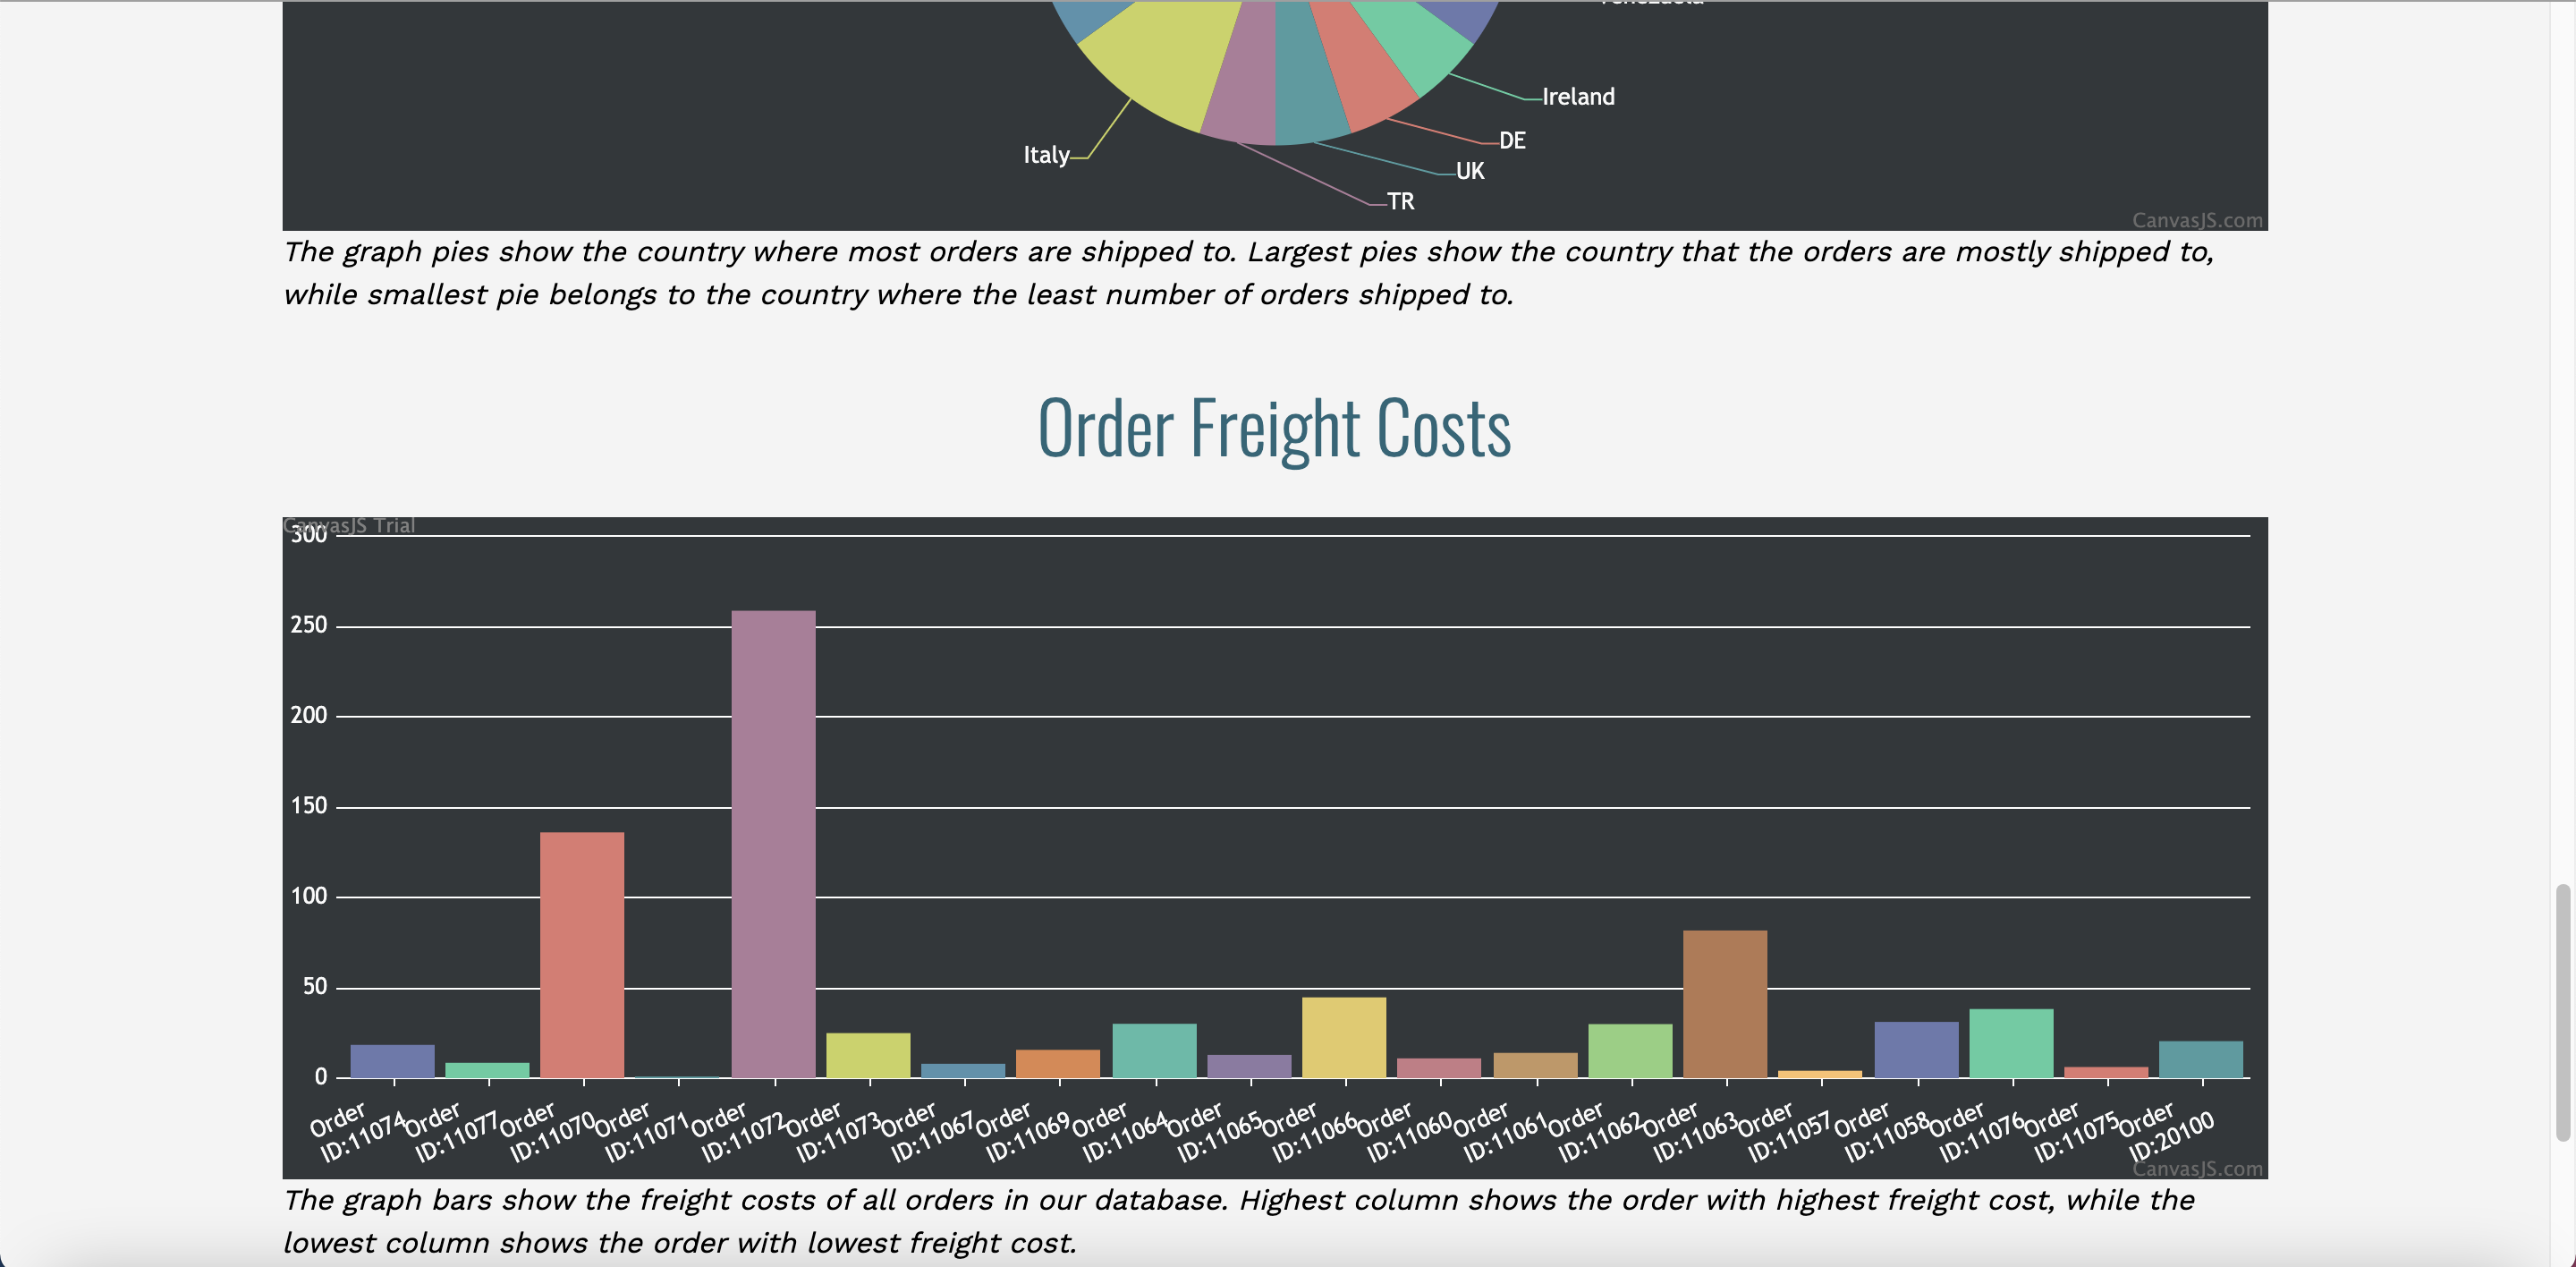 Venezuela
Ireland
DE
Italy
UK
TR
CanvasJS.com
The graph pies show the country where most orders are shipped to. Largest pies show the country that the orders are mostly shipped to,
while smallest pie belongs to the country where the least number of orders shipped to.
Order Freight Costs
CanvasJS Trial
300
250
200
150
100
50
0
Order ID:11074
Order ID:11077
Order ID:11070
Order ID:11071
Order ID:11072
Order ID:11073
Order ID:11067
Order ID:11069
Order ID:11064
Order ID:11065
Order ID:11066
Order ID:11060
Order ID:11061
Order ID:11062
Order ID:11063
Order ID:11057
Order ID:11058
Order ID:11076
Order ID:11075
Order ID:20100
CanvasJS.com
The graph bars show the freight costs of all orders in our database. Highest column shows the order with highest freight cost, while the
lowest column shows the order with lowest freight cost.